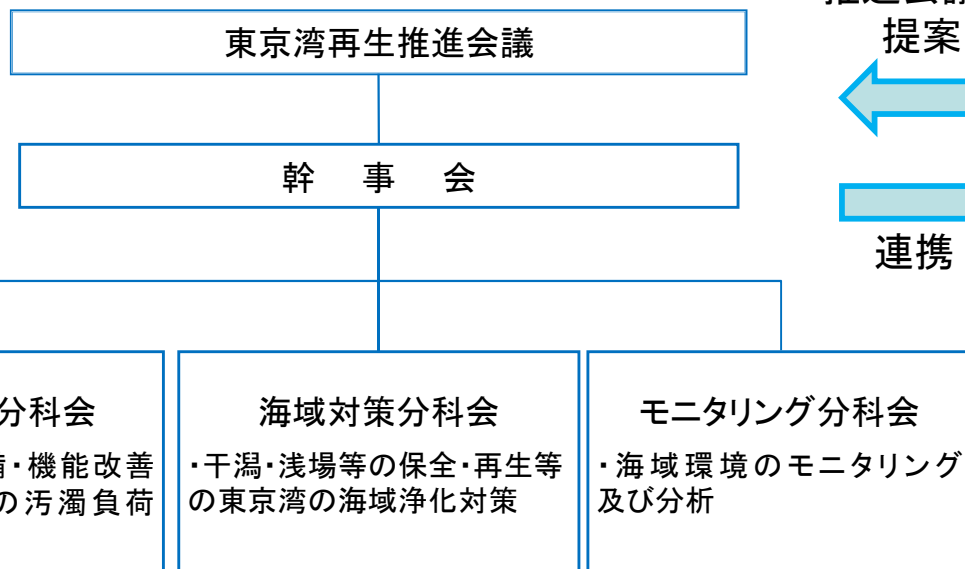 東京湾再生推進会議
提案
幹事会
連携
分科会
・機能改善
の汚濁負荷
海域対策分科会
・干潟・浅場等の保全・再生等
の東京湾の海域浄化対策
モニタリング分科会
・海域環境のモニタリング
及び分析